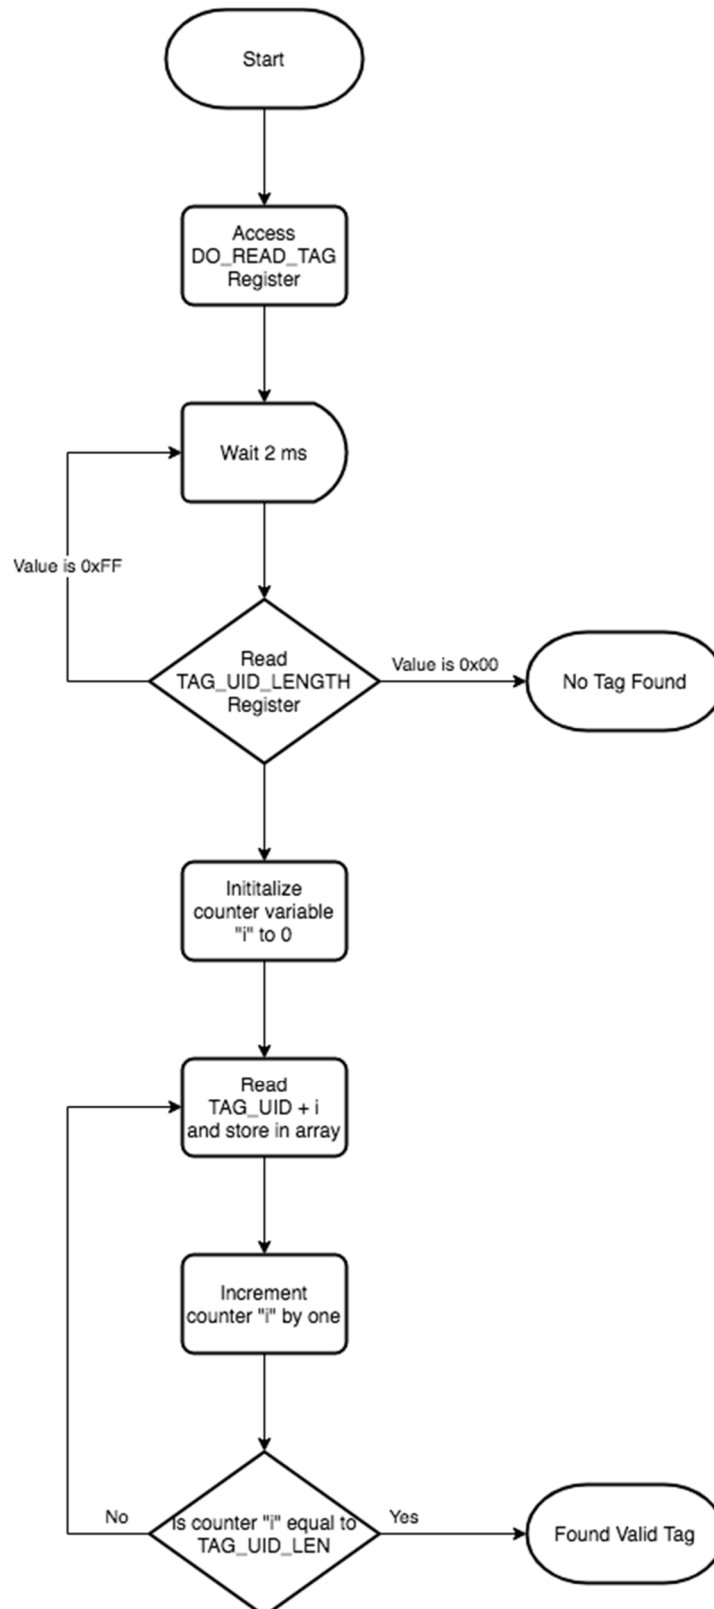 Start
Access
DO_READ_TAG
Register
Wait 2 ms
Value is 0xFF
Read
TAG_UID_LENGTH
Register
Value is 0x00
No Tag Found
Inititalize
counter variable
"i" to 0
Read
TAG_UID + i
and store in array
Increment
counter "i" by one
No
Is counter "i" equal to
TAG_UID_LEN
Yes
Found Valid Tag